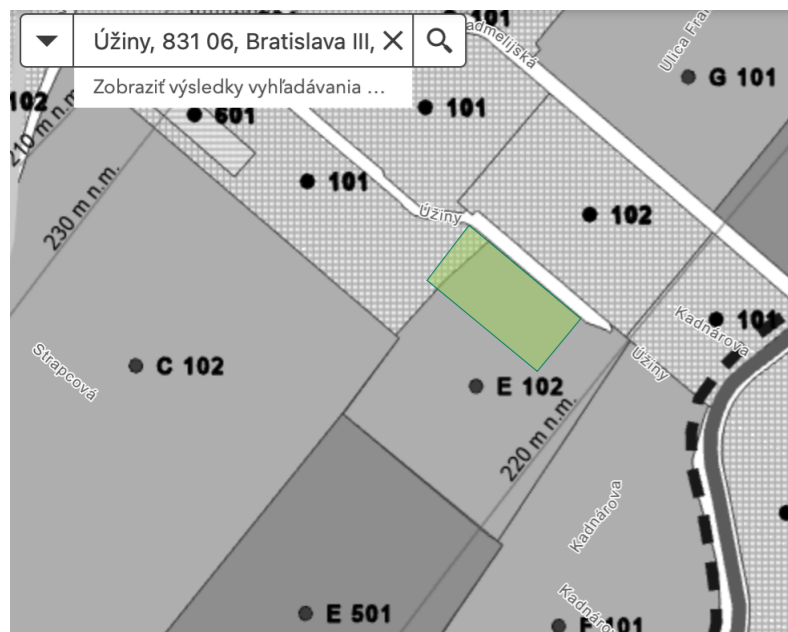 Úžiny, 831 06, Bratislava III,
Zobraziť výsledky vyhľadávania ...
101
G 101
102
101
601
210 m n.m.
101
230 m n.m.
Úžiny
102
101
Kadnárova
Strapcová
C 102
Úžiny
E 102
220 m n.m.
Kadnárova
E 501
F 101